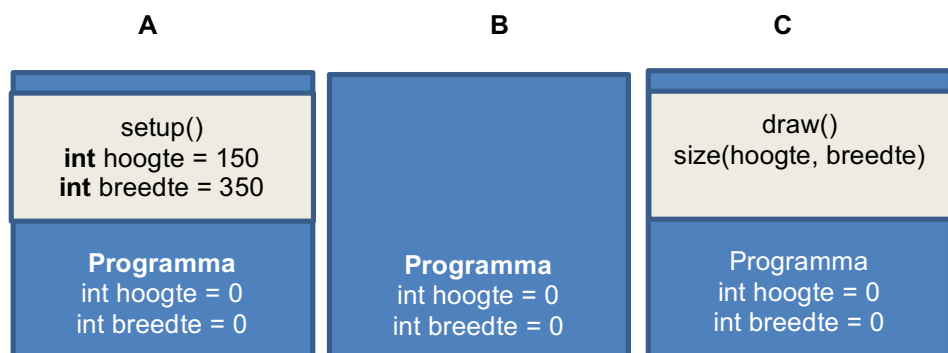 A
B
C
setup()
int hoogte = 150
int breedte = 350
Programma
int hoogte = 0
int breedte = 0
Programma
int hoogte = 0
int breedte = 0
draw()
size(hoogte, breedte)
Programma
int hoogte = 0
int breedte = 0